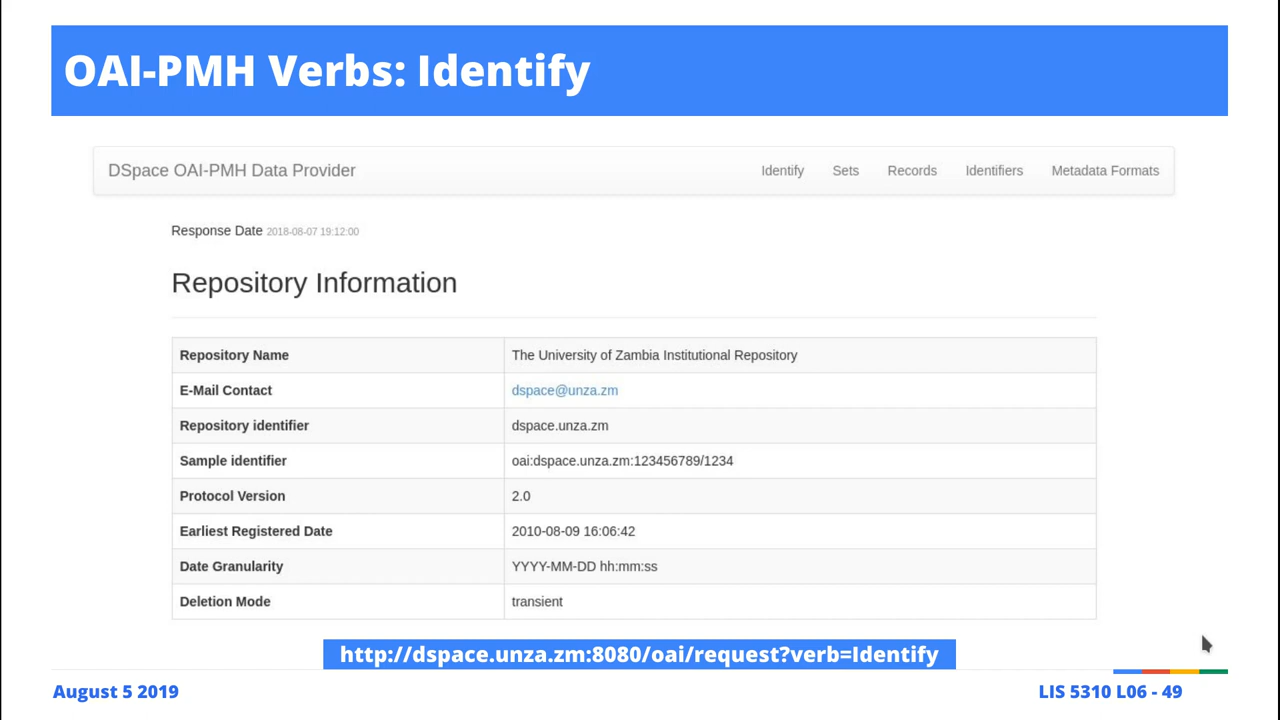 OAI-PMH Verbs: Identify
DSpace OAI-PMH Data Provider Identify Sets Records Identifiers Metadata Formats
Response Date 2018-08-07 19:12:00
Repository Information
Repository Name The University of Zambia Institutional Repository
E-Mail Contact dspace@unza.zm
Repository identifier dspace.unza.zm
Sample identifier oai:dspace.unza.zm:123456789/1234
Protocol Version 2.0
Earliest Registered Date 2010-08-09 16:06:42
Date Granularity YYYY-MM-DD hh:mm:ss
Deletion Mode transient
http://dspace.unza.zm:8080/oai/request?verb=Identify
August 5 2019 LIS 5310 L06 - 49